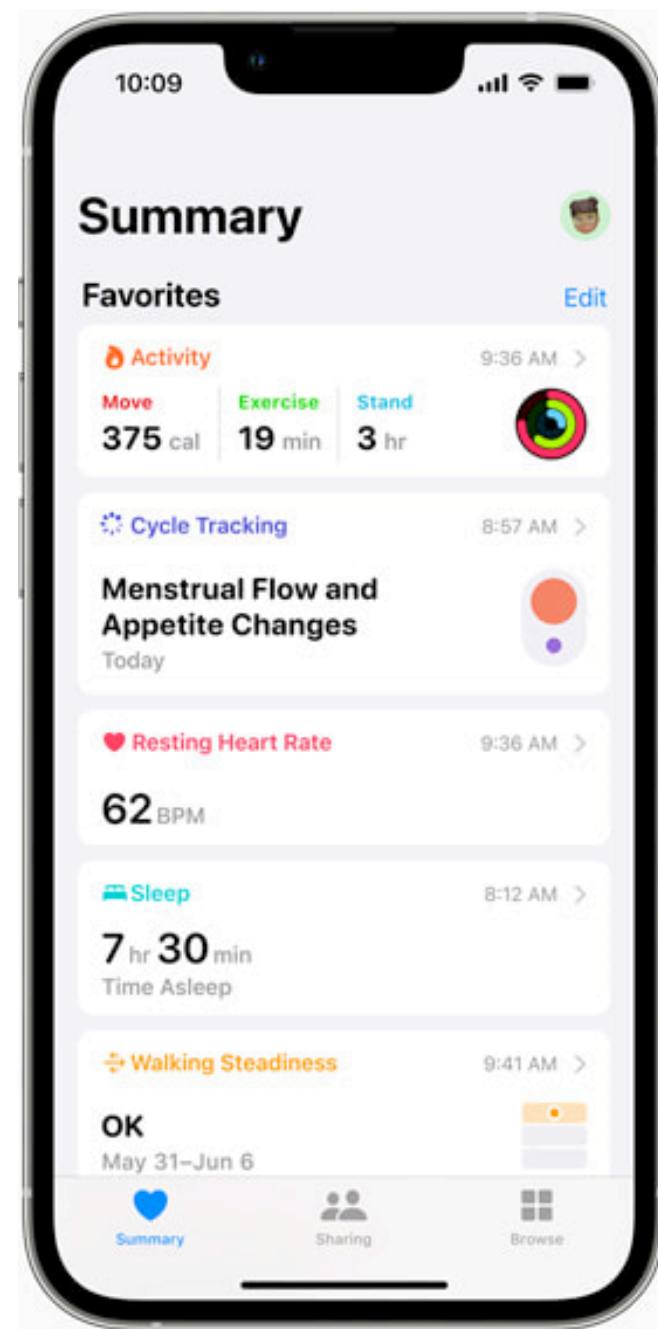 10:09
Summary
Favorites
Edit
Activity
9:36 AM
Move
Exercise
Stand
375 cal
19 min
3 hr
Cycle Tracking
8:57 AM
Menstrual Flow and
Appetite Changes
Today
Resting Heart Rate
9:36 AM
62 BPM
Sleep
8:12 AM
7 hr 30 min
Time Asleep
Walking Steadiness
9:41 AM
OK
May 31–Jun 6
Summary
Sharing
Browse